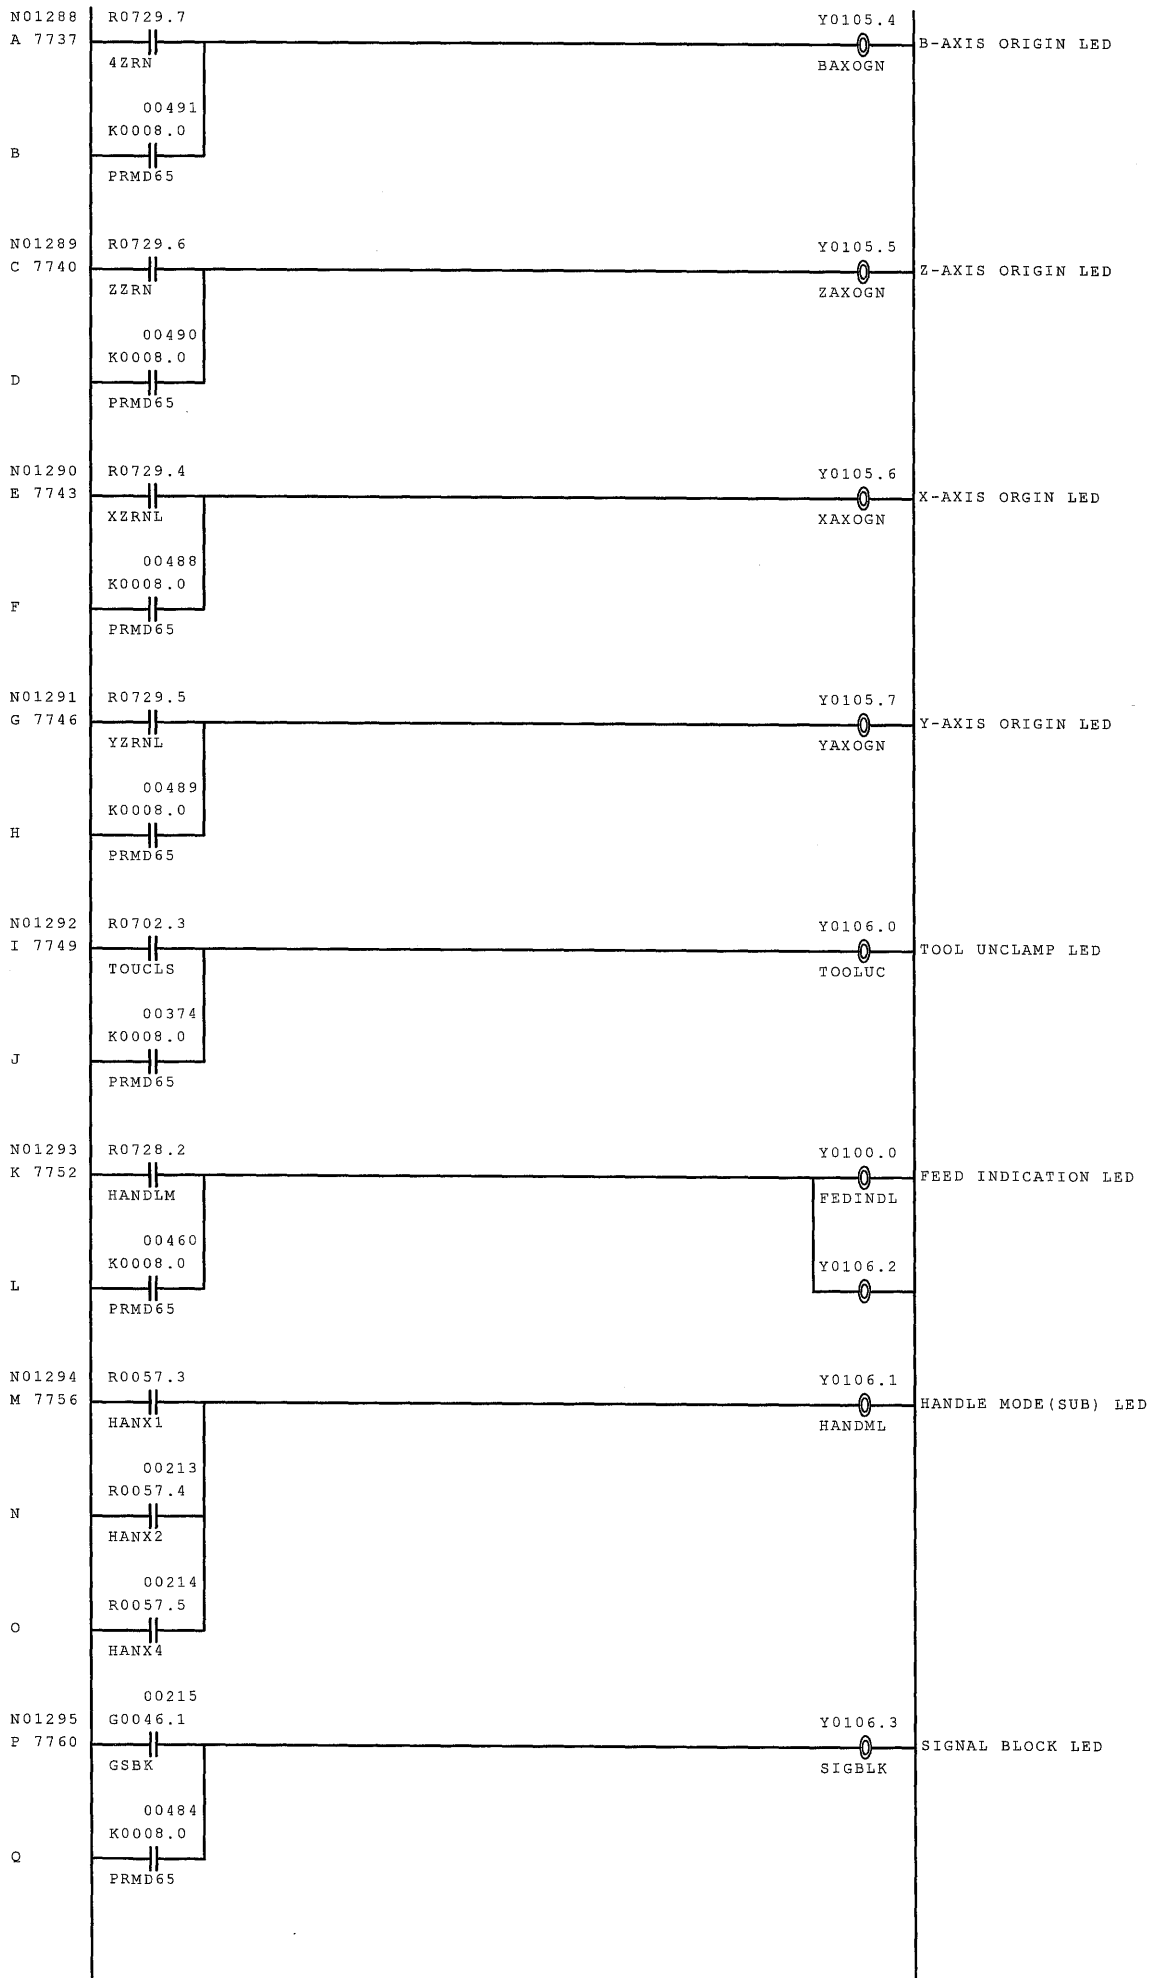 N01288 R0729.7 Y0105.4
A 7737 B-AXIS ORIGIN LED
4ZRN BAXOGN
00491
K0008.0
B
PRMD65
N01289 R0729.6 Y0105.5
C 7740 Z-AXIS ORIGIN LED
ZZRN ZAXOGN
00490
K0008.0
D
PRMD65
N01290 R0729.4 Y0105.6
E 7743 X-AXIS ORGIN LED
XZRNL XAXOGN
00488
K0008.0
F
PRMD65
N01291 R0729.5 Y0105.7
G 7746 Y-AXIS ORIGIN LED
YZRNL YAXOGN
00489
K0008.0
H
PRMD65
N01292 R0702.3 Y0106.0
I 7749 TOOL UNCLAMP LED
TOUCLS TOOLUC
00374
K0008.0
J
PRMD65
N01293 R0728.2 Y0100.0
K 7752 FEED INDICATION LED
HANDLM FEDINDL
00460
K0008.0 Y0106.2
L
PRMD65
N01294 R0057.3 Y0106.1
M 7756 HANDLE MODE(SUB) LED
HANX1 HANDML
00213
R0057.4
N
HANX2
00214
R0057.5
O
HANX4
00215
N01295 G0046.1 Y0106.3
P 7760 SIGNAL BLOCK LED
GSBK SIGBLK
00484
K0008.0
Q
PRMD65